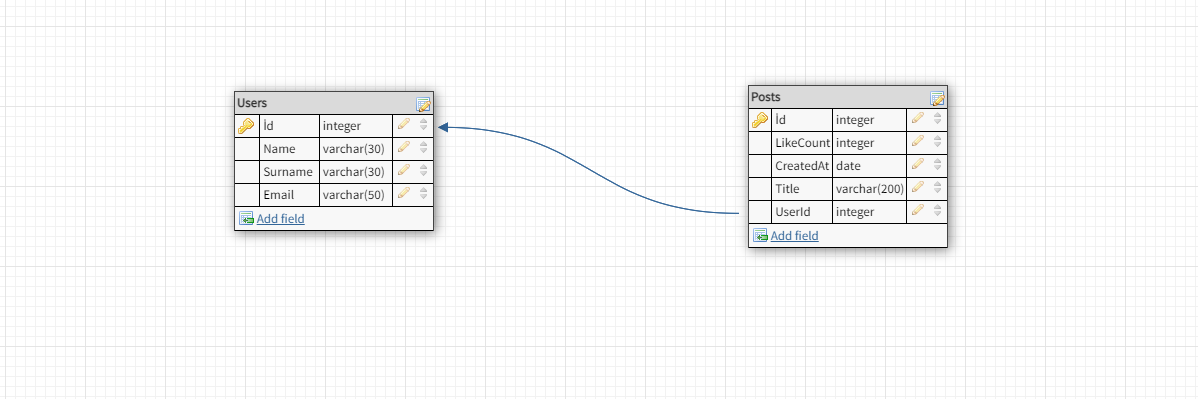 Users
İd integer
Name varchar(30)
Surname varchar(30)
Email varchar(50)
Add field
Posts
İd integer
LikeCount integer
CreatedAt date
Title varchar(200)
UserId integer
Add field